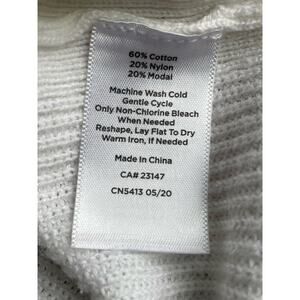 60% Cotton
20% Nylon
20% Modal
Machine Wash Cold
Gentle Cycle
Only Non-Chlorine Bleach
When Needed
Reshape, Lay Flat To Dry
Warm Iron, If Needed
Made in China
CA# 23147
CN5413 05/20